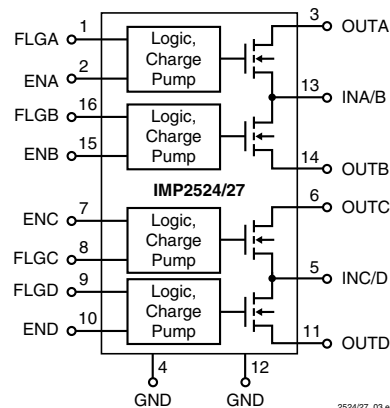 1
FLGA
2
ENA
16
FLGB
15
ENB
Logic,
Charge
Pump
Logic,
Charge
Pump
3
OUTA
13
INA/B
14
OUTB
IMP2524/27
7
ENC
8
FLGC
9
FLGD
10
END
Logic,
Charge
Pump
Logic,
Charge
Pump
6
OUTC
5
INC/D
11
OUTD
4
GND
12
GND
2524/27_03.e